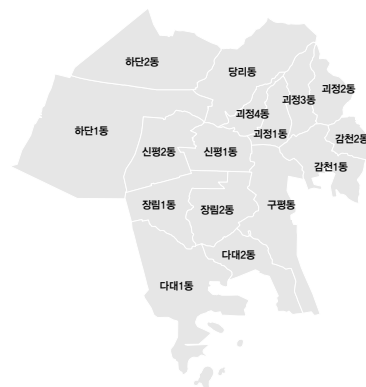 하단2동
당리동
괴정2동
괴정3동
괴정4동
하단1동
괴정1동
감천2동
신평2동
신평1동
감천1동
장림1동
장림2동
구평동
다대2동
다대1동